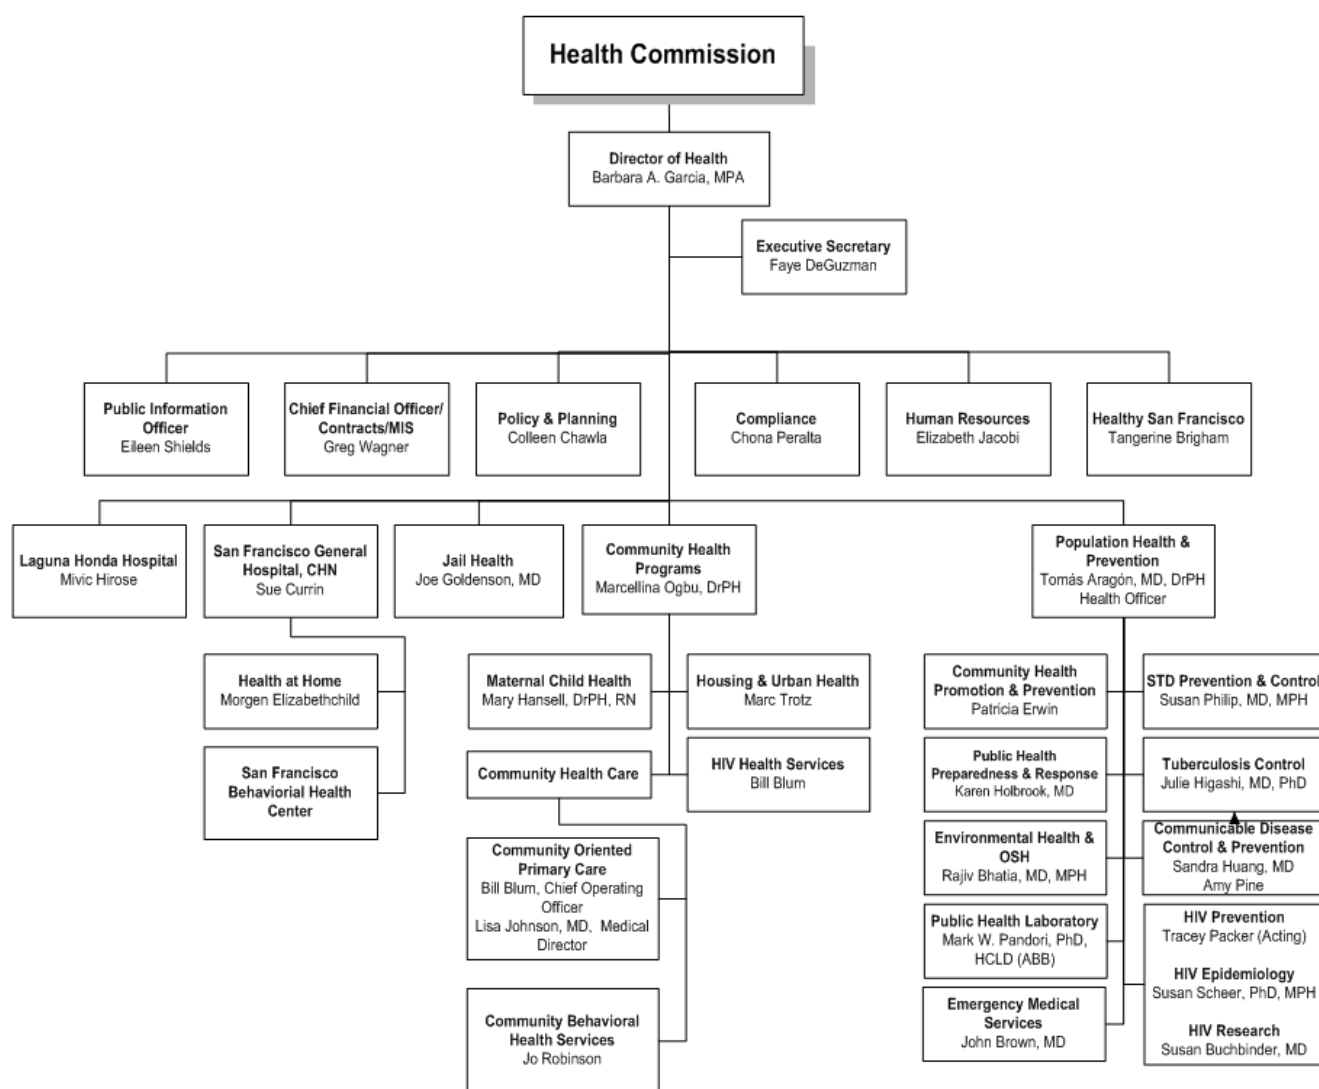 Health Commission
Director of Health
Barbara A. Garcia, MPA
Executive Secretary
Faye DeGuzman
Public Information
Officer
Eileen Shields
Chief Financial Officer/
Contracts/MIS
Greg Wagner
Policy & Planning
Colleen Chawla
Compliance
Chona Peralta
Human Resources
Elizabeth Jacobi
Healthy San Francisco
Tangerine Brigham
Laguna Honda Hospital
Mivic Hirose
San Francisco General
Hospital, CHN
Sue Currin
Jail Health
Joe Goldenson, MD
Community Health
Programs
Marcellina Ogbu, DrPH
Population Health &
Prevention
Tomás Aragón, MD, DrPH
Health Officer
Health at Home
Morgen Elizabethchild
San Francisco
Behaviorial Health
Center
Maternal Child Health
Mary Hansell, DrPH, RN
Housing & Urban Health
Marc Trotz
Community Health Care
HIV Health Services
Bill Blum
Community Oriented
Primary Care
Bill Blum, Chief Operating
Officer
Lisa Johnson, MD, Medical
Director
Community Behavioral
Health Services
Jo Robinson
Community Health
Promotion & Prevention
Patricia Erwin
STD Prevention & Control
Susan Philip, MD, MPH
Public Health
Preparedness & Response
Karen Holbrook, MD
Tuberculosis Control
Julie Higashi, MD, PhD
Environmental Health &
OSH
Rajiv Bhatia, MD, MPH
Communicable Disease
Control & Prevention
Sandra Huang, MD
Amy Pine
Public Health Laboratory
Mark W. Pandori, PhD,
HCLD (ABB)
HIV Prevention
Tracey Packer (Acting)
HIV Epidemiology
Susan Scheer, PhD, MPH
HIV Research
Susan Buchbinder, MD
Emergency Medical
Services
John Brown, MD